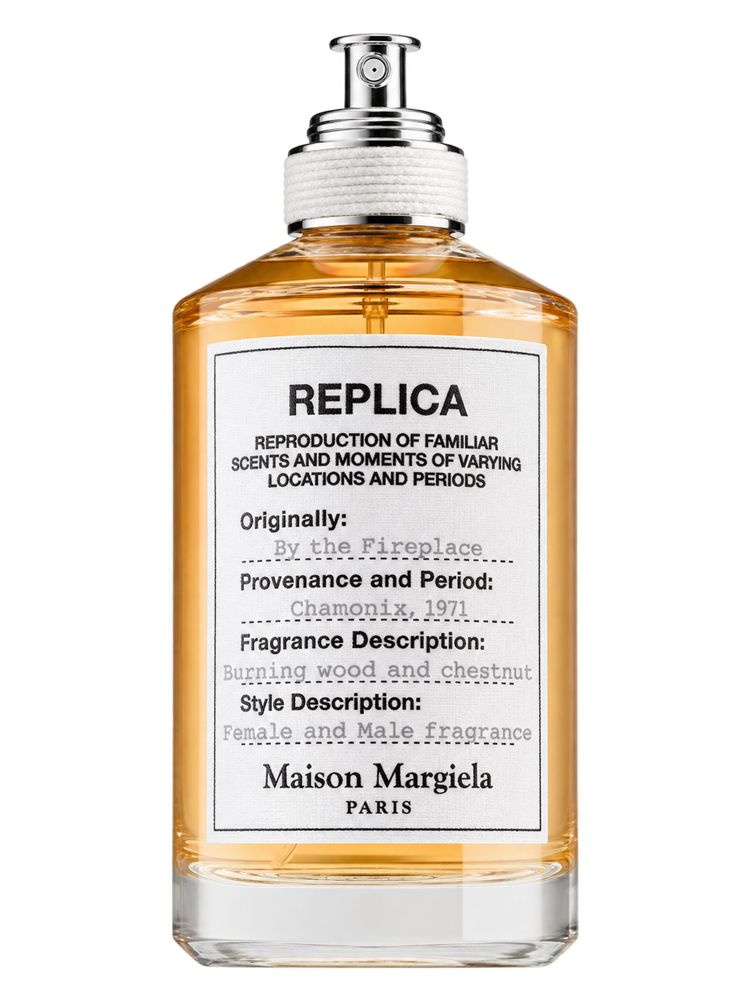 REPLICA
REPRODUCTION OF FAMILIAR
SCENTS AND MOMENTS OF VARYING
LOCATIONS AND PERIODS
Originally:
By the Fireplace
Provenance and Period:
Chamonix, 1971
Fragrance Description:
Burning wood and chestnut
Style Description:
Female and Male fragrance
Maison Margiela
PARIS